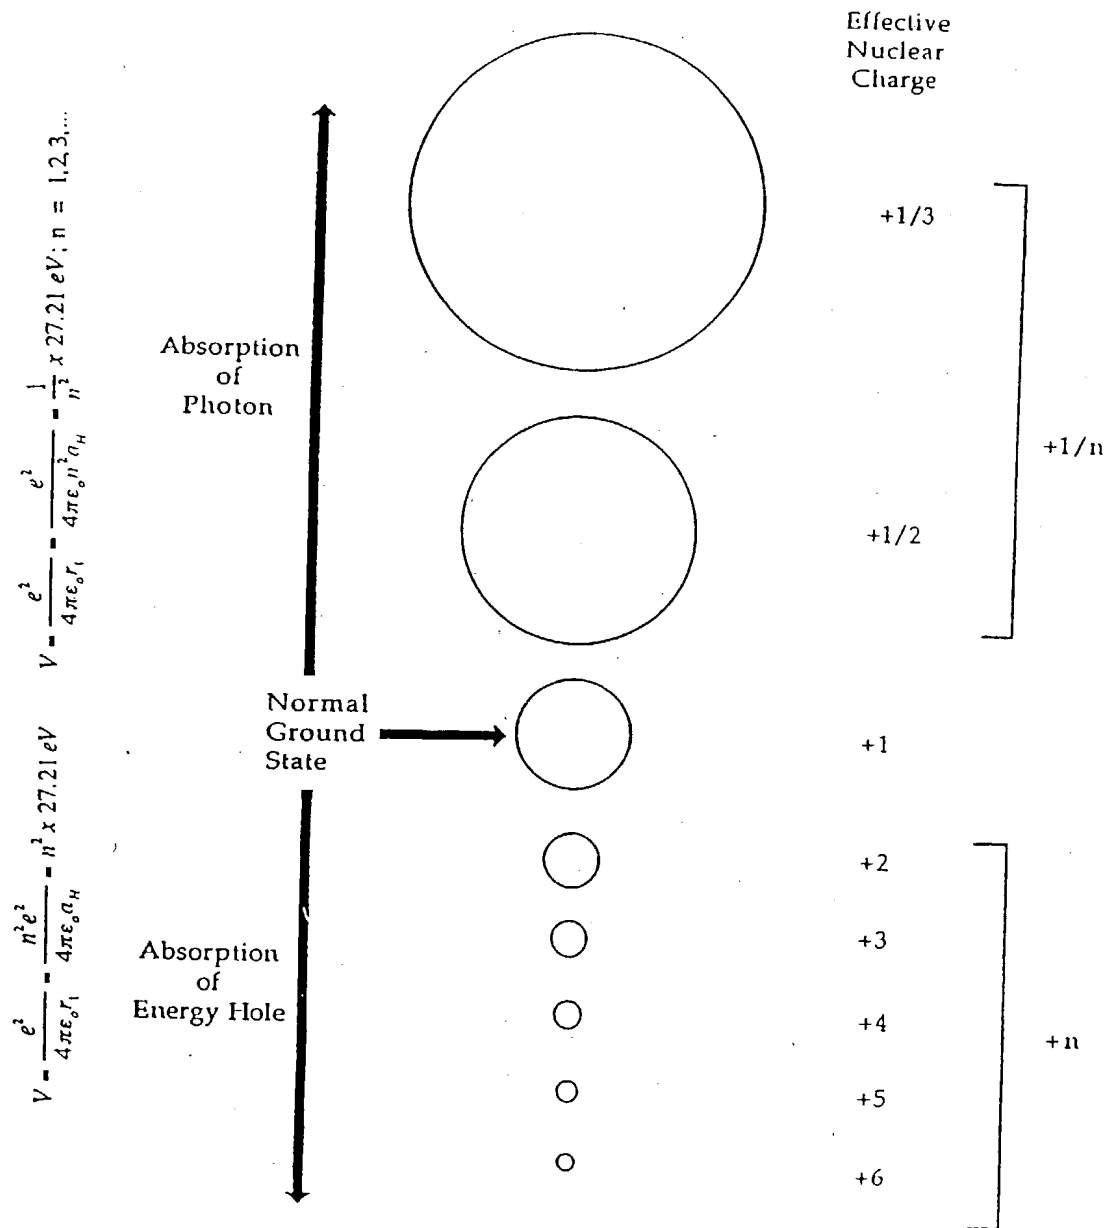 Effective
Nuclear
Charge
V = e² / 4πε₀r₁ = e² / 4πε₀n²a_H = 1/n² x 27.21 eV; n = 1,2,3,...
+1/3
Absorption
of
Photon
+1/n
+1/2
Normal
Ground
State
+1
V = e² / 4πε₀r₁ = n²e² / 4πε₀a_H = n² x 27.21 eV
+2
+3
Absorption
of
Energy Hole
+4
+n
+5
+6